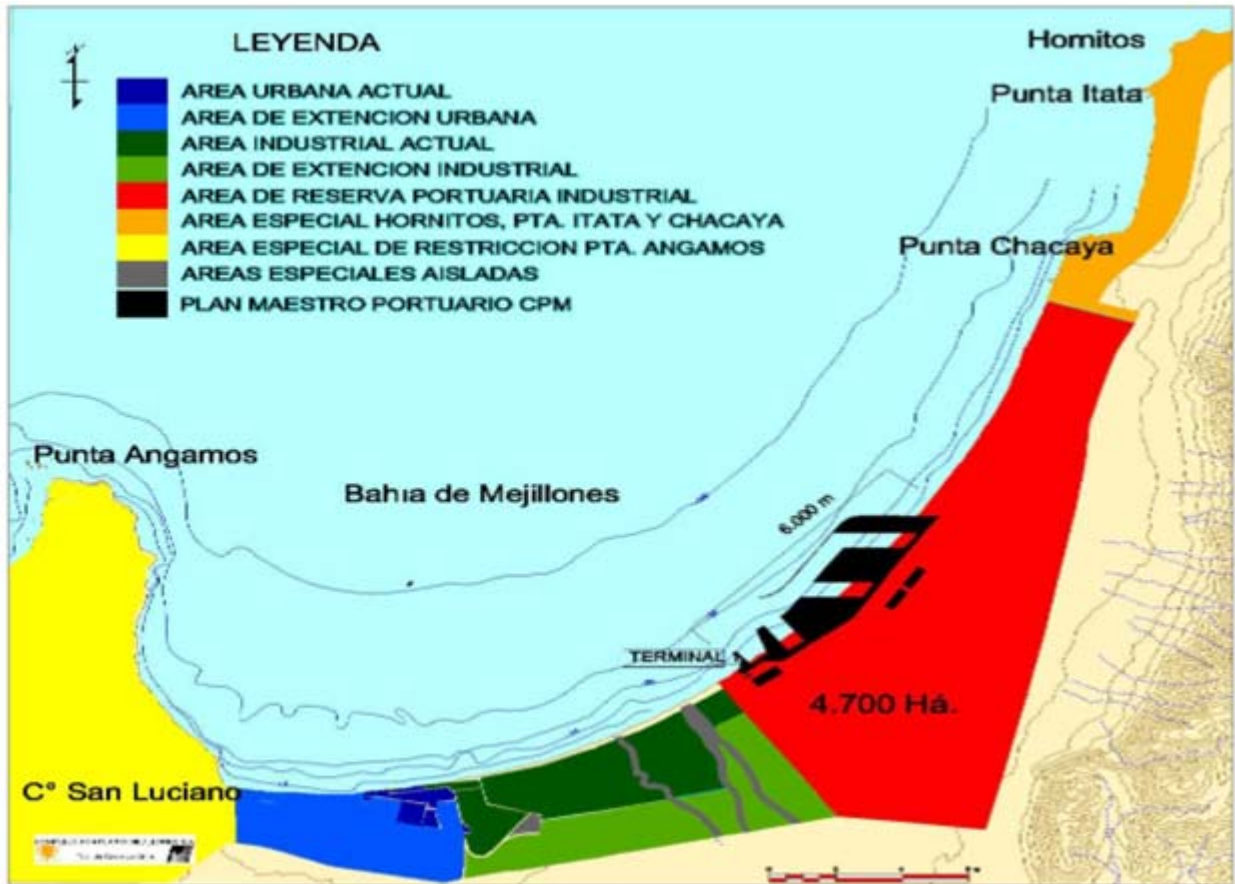 LEYENDA
AREA URBANA ACTUAL
AREA DE EXTENCION URBANA
AREA INDUSTRIAL ACTUAL
AREA DE EXTENCION INDUSTRIAL
AREA DE RESERVA PORTUARIA INDUSTRIAL
AREA ESPECIAL HORNITOS, PTA. ITATA Y CHACAYA
AREA ESPECIAL DE RESTRICCION PTA. ANGAMOS
AREAS ESPECIALES AISLADAS
PLAN MAESTRO PORTUARIO CPM
Hornitos
Punta Itata
Punta Chacaya
Punta Angamos
Bahia de Mejillones
6.000 m
TERMINAL
4.700 Há.
C° San Luciano